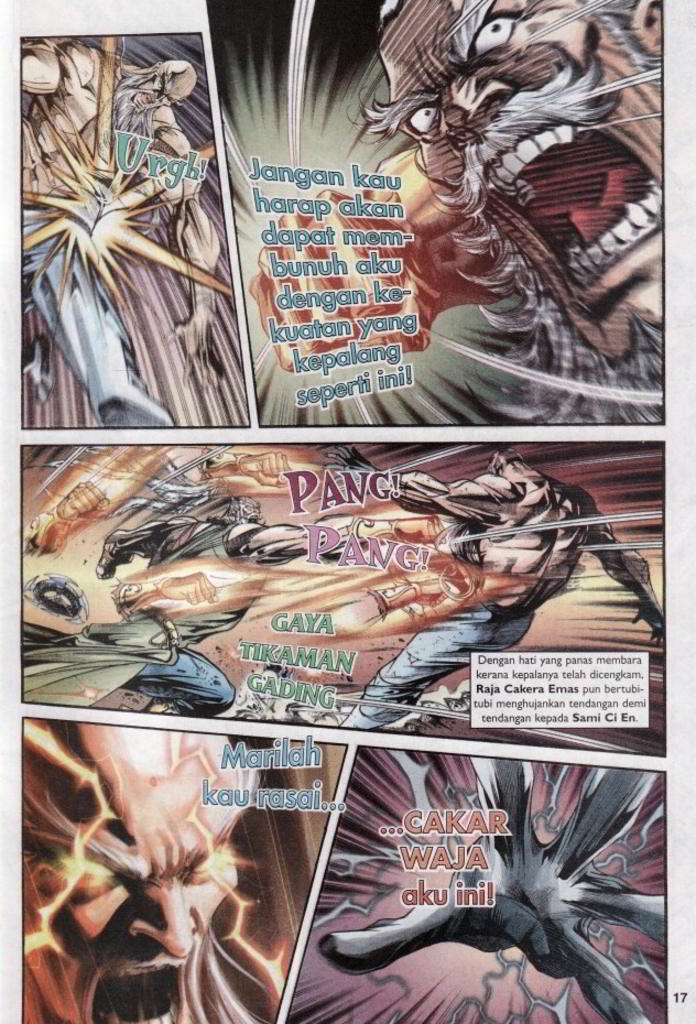 Urgh!
Jangan kau
harap akan
dapat mem-
bunuh aku
dengan ke-
kuatan yang
kepalang
seperti ini!
PANG!
PANG!
GAYA
TIKAMAN
GADING
Dengan hati yang panas membara
kerana kepalanya telah dicengkam,
Raja Cakera Emas pun bertubi-
tubi menghujankan tendangan demi
tendangan kepada Sami Ci En.
Marilah
kau rasai...
...CAKAR
WAJA
aku ini!
17